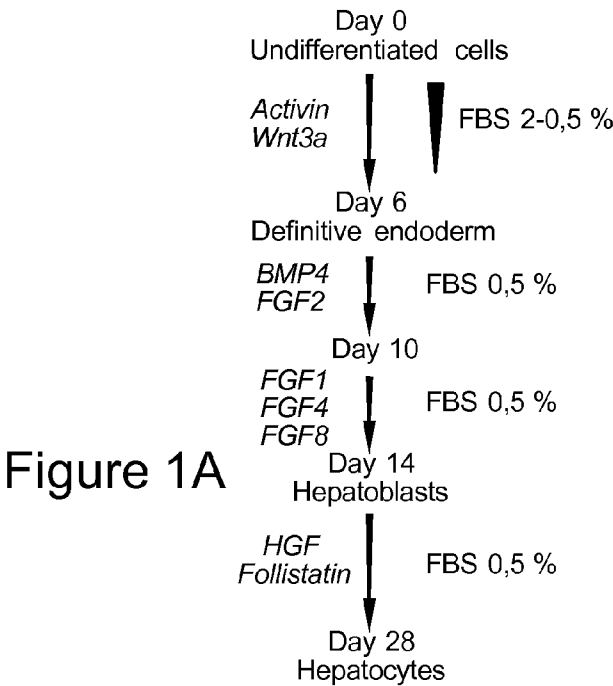 Day 0
Undifferentiated cells
Activin
Wnt3a
FBS 2-0,5 %
Day 6
Definitive endoderm
BMP4
FGF2
FBS 0,5 %
Day 10
FGF1
FGF4
FGF8
FBS 0,5 %
Figure 1A
Day 14
Hepatoblasts
HGF
Follistatin
FBS 0,5 %
Day 28
Hepatocytes